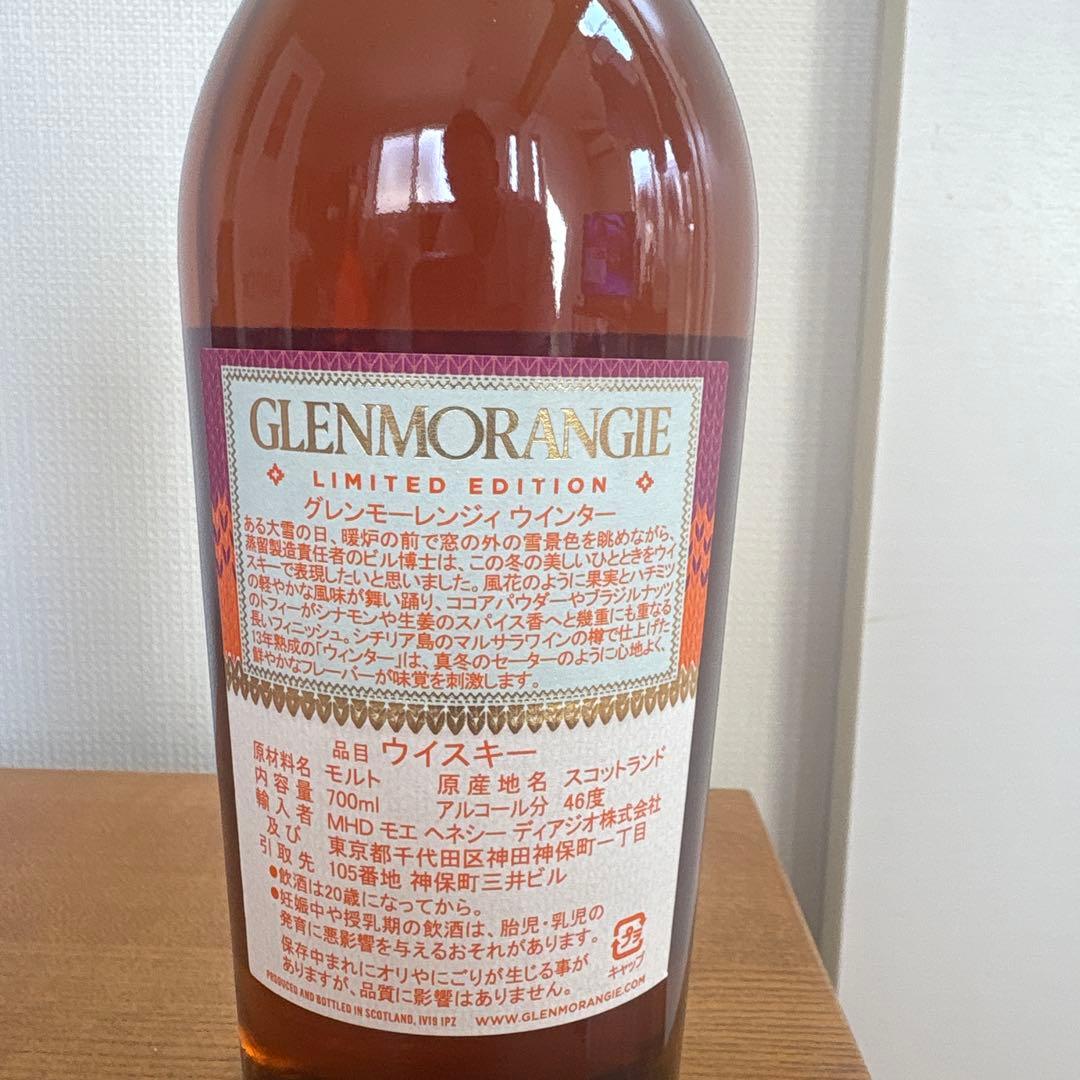 GLENMORANGIE
LIMITED EDITION
グレンモーレンジィ ウインター
ある大雪の日、暖炉の前で窓の外の雪景色を眺めながら、
蒸留製造責任者のビル博士は、この冬の美しいひとときをウイ
スキーで表現したいと思いました。風花のように果実とハチミツ
の軽やかな風味が舞い踊り、ココアパウダーやブラジルナッツ
のトフィーがシナモンや生姜のスパイス香へと幾重にも重なる
長いフィニッシュ。シチリア島のマルサラワインの樽で仕上げた
13年熟成の「ウィンター」は、真冬のセーターのように心地よく、
鮮やかなフレーバーが味覚を刺激します。
品目 ウイスキー
原材料名 モルト 原産地名 スコットランド
内容量 700ml アルコール分 46度
輸入者 MHD モエ ヘネシー ディアジオ株式会社
及び 東京都千代田区神田神保町一丁目
引取先 105番地 神保町三井ビル
●飲酒は20歳になってから。
●妊娠中や授乳期の飲酒は、胎児・乳児の
発育に悪影響を与えるおそれがあります。
保存中まれにオリやにごりが生じる事が
ありますが、品質に影響はありません。
プラ
キャップ
PRODUCED AND BOTTLED IN SCOTLAND, IV19 1PZ WWW.GLENMORANGIE.COM